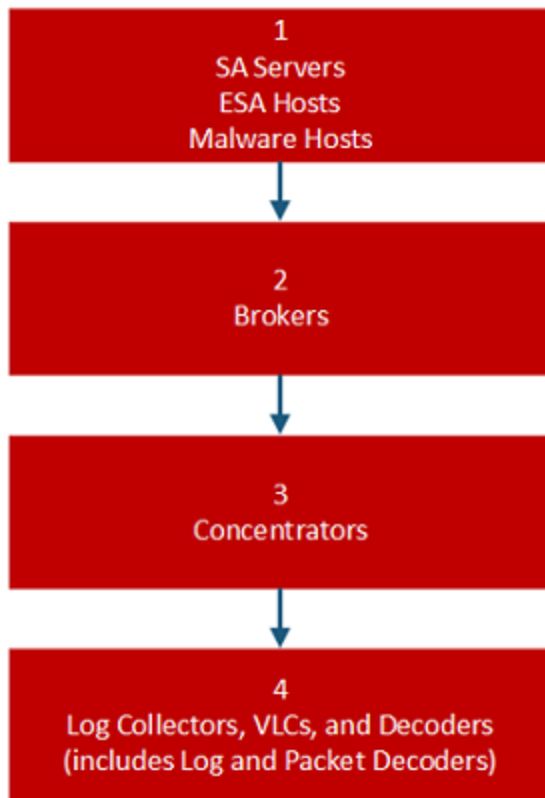 1
SA Servers
ESA Hosts
Malware Hosts
2
Brokers
3
Concentrators
4
Log Collectors, VLCs, and Decoders
(includes Log and Packet Decoders)